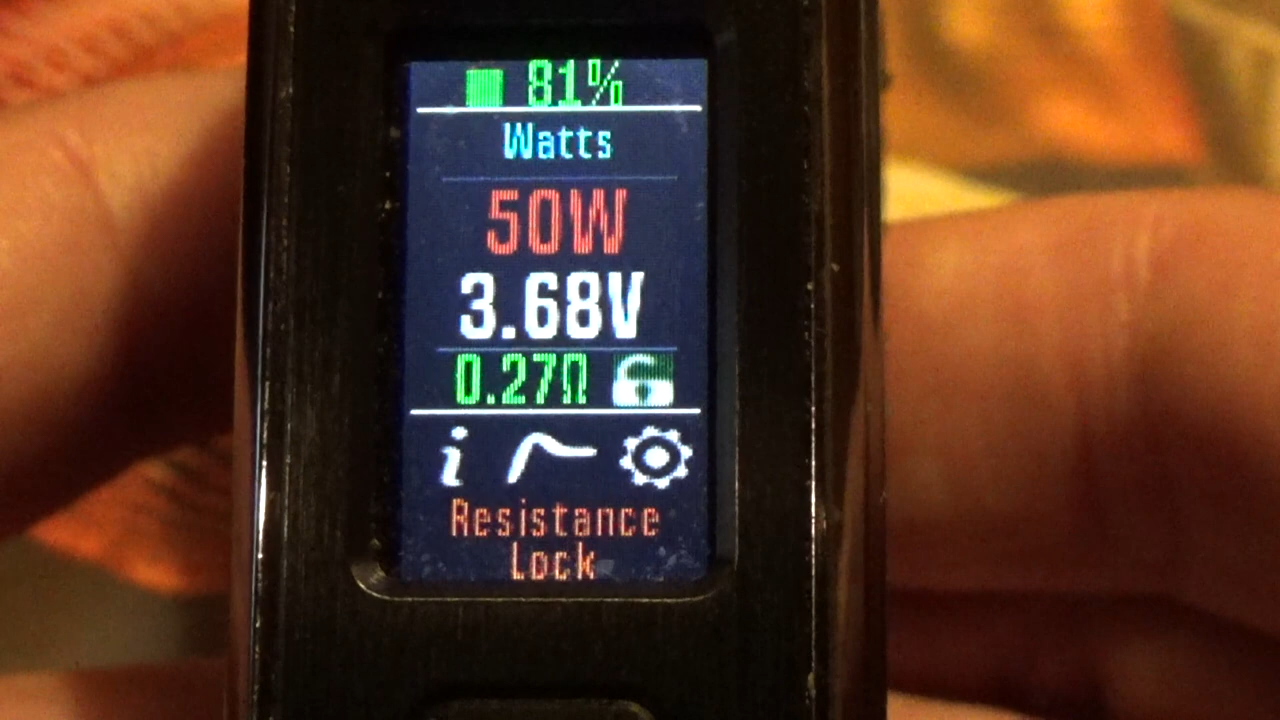 81%
Watts
50W
3.68V
0.27Ω
i
Resistance
Lock